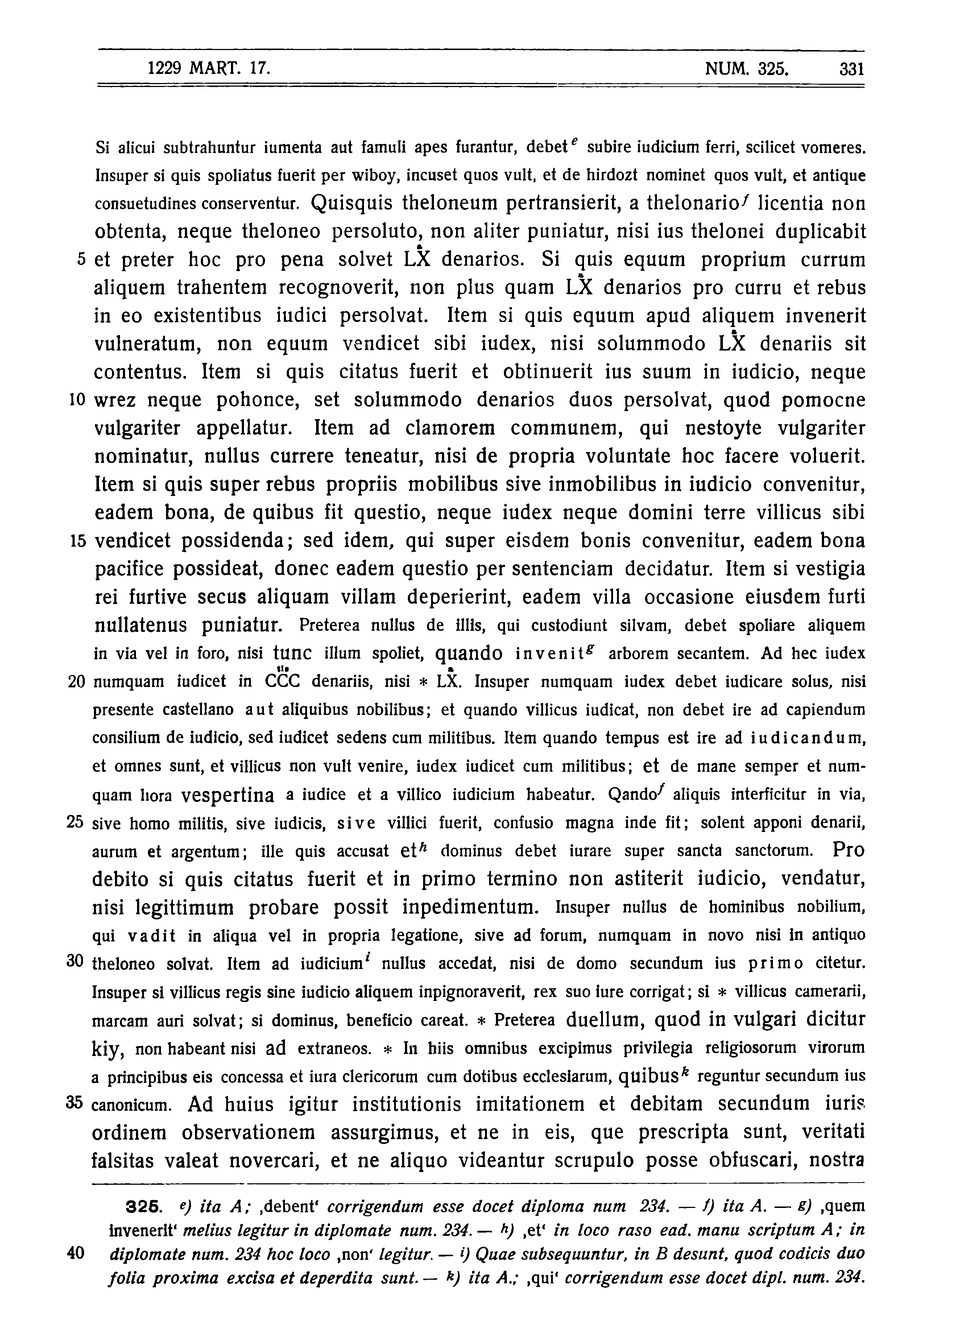 1229 MART. 17. NUM. 325. 331
Si alicui subtrahuntur iumenta aut famuli apes furantur, debet e subire iudicium ferri, scilicet vomeres.
Insuper si quis spoliatus fuerit per wiboy, incuset quos vult, et de hirdozt nominet quos vult, et antique
consuetudines conserventur. Quisquis theloneum pertransierit, a thelonario f licentia non
obtenta, neque theloneo persoluto, non aliter puniatur, nisi ius thelonei duplicabit
5 et preter hoc pro pena solvet LX denarios. Si quis equum proprium currum
aliquem trahentem recognoverit, non plus quam LX denarios pro curru et rebus
in eo existentibus iudici persolvat. Item si quis equum apud aliquem invenerit
vulneratum, non equum vendicet sibi iudex, nisi solummodo LX denariis sit
contentus. Item si quis citatus fuerit et obtinuerit ius suum in iudicio, neque
10 wrez neque pohonce, set solummodo denarios duos persolvat, quod pomocne
vulgariter appellatur. Item ad clamorem communem, qui nestoyte vulgariter
nominatur, nullus currere teneatur, nisi de propria voluntate hoc facere voluerit.
Item si quis super rebus propriis mobilibus sive inmobilibus in iudicio convenitur,
eadem bona, de quibus fit questio, neque iudex neque domini terre villicus sibi
15 vendicet possidenda; sed idem, qui super eisdem bonis convenitur, eadem bona
pacifice possideat, donec eadem questio per sentenciam decidatur. Item si vestigia
rei furtive secus aliquam villam deperierint, eadem villa occasione eiusdem furti
nullatenus puniatur. Preterea nullus de illis, qui custodiunt silvam, debet spoliare aliquem
in via vel in foro, nisi tunc illum spoliet, quando invenit g arborem secantem. Ad hec iudex
20 numquam iudicet in CCC denariis, nisi * LX. Insuper numquam iudex debet iudicare solus, nisi
presente castellano aut aliquibus nobilibus; et quando villicus iudicat, non debet ire ad capiendum
consilium de iudicio, sed iudicet sedens cum militibus. Item quando tempus est ire ad iudicandum,
et omnes sunt, et villicus non vult venire, iudex iudicet cum militibus; et de mane semper et num-
quam hora vespertina a iudice et a villico iudicium habeatur. Qando f aliquis interficitur in via,
25 sive homo militis, sive iudicis, sive villici fuerit, confusio magna inde fit; solent apponi denarii,
aurum et argentum; ille quis accusat et h dominus debet iurare super sancta sanctorum. Pro
debito si quis citatus fuerit et in primo termino non astiterit iudicio, vendatur,
nisi legittimum probare possit inpedimentum. Insuper nullus de hominibus nobilium,
qui vadit in aliqua vel in propria legatione, sive ad forum, numquam in novo nisi in antiquo
30 theloneo solvat. Item ad iudicium i nullus accedat, nisi de domo secundum ius primo citetur.
Insuper si villicus regis sine iudicio aliquem inpignoraverit, rex suo iure corrigat; si * villicus camerarii,
marcam auri solvat; si dominus, beneficio careat. * Preterea duellum, quod in vulgari dicitur
kiy, non habeant nisi ad extraneos. * In hiis omnibus excipimus privilegia religiosorum virorum
a principibus eis concessa et iura clericorum cum dotibus ecclesiarum, quibus k reguntur secundum ius
35 canonicum. Ad huius igitur institutionis imitationem et debitam secundum iuris
ordinem observationem assurgimus, et ne in eis, que prescripta sunt, veritati
falsitas valeat novercari, et ne aliquo videantur scrupulo posse obfuscari, nostra
325. e) ita A; ‚debent‘ corrigendum esse docet diploma num 234. — f) ita A. — g) ‚quem
invenerit‘ melius legitur in diplomate num. 234. — h) ‚et‘ in loco raso ead. manu scriptum A; in
40 diplomate num. 234 hoc loco ‚non‘ legitur. — i) Quae subsequuntur, in B desunt, quod codicis duo
folia proxima excisa et deperdita sunt. — k) ita A.; ‚qui‘ corrigendum esse docet dipl. num. 234.